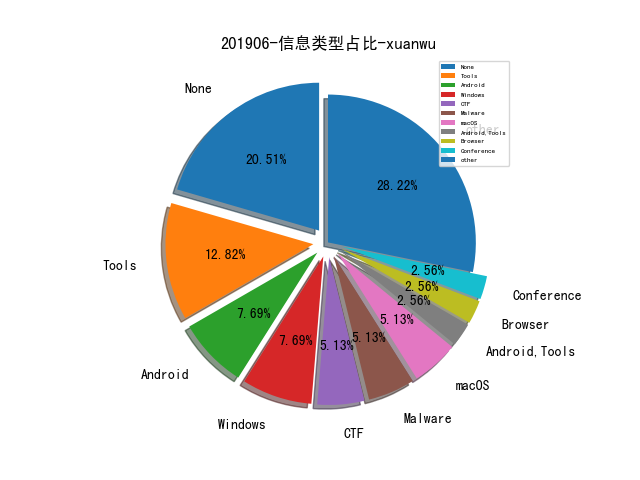 201906-信息类型占比-xuanwu
None
Tools
Android
Windows
CTF
Malware
macOS
Android,Tools
Browser
Conference
other
other
None
20.51%
28.22%
12.82%
Tools
7.69%
Android
7.69%
Windows
5.13%
CTF
5.13%
Malware
5.13%
macOS
2.56%
Android,Tools
2.56%
Browser
2.56%
Conference